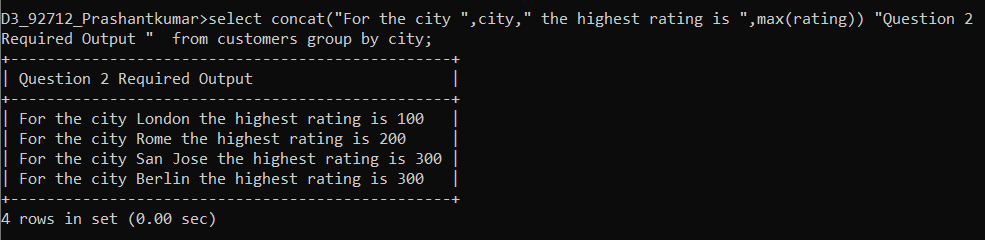 D3_92712_Prashantkumar>select concat("For the city ",city," the highest rating is ",max(rating)) "Question 2
Required Output "  from customers group by city;
+-----------------------------------------------+
| Question 2 Required Output                    |
+-----------------------------------------------+
| For the city London the highest rating is 100   |
| For the city Rome the highest rating is 200     |
| For the city San Jose the highest rating is 300 |
| For the city Berlin the highest rating is 300   |
+-----------------------------------------------+
4 rows in set (0.00 sec)